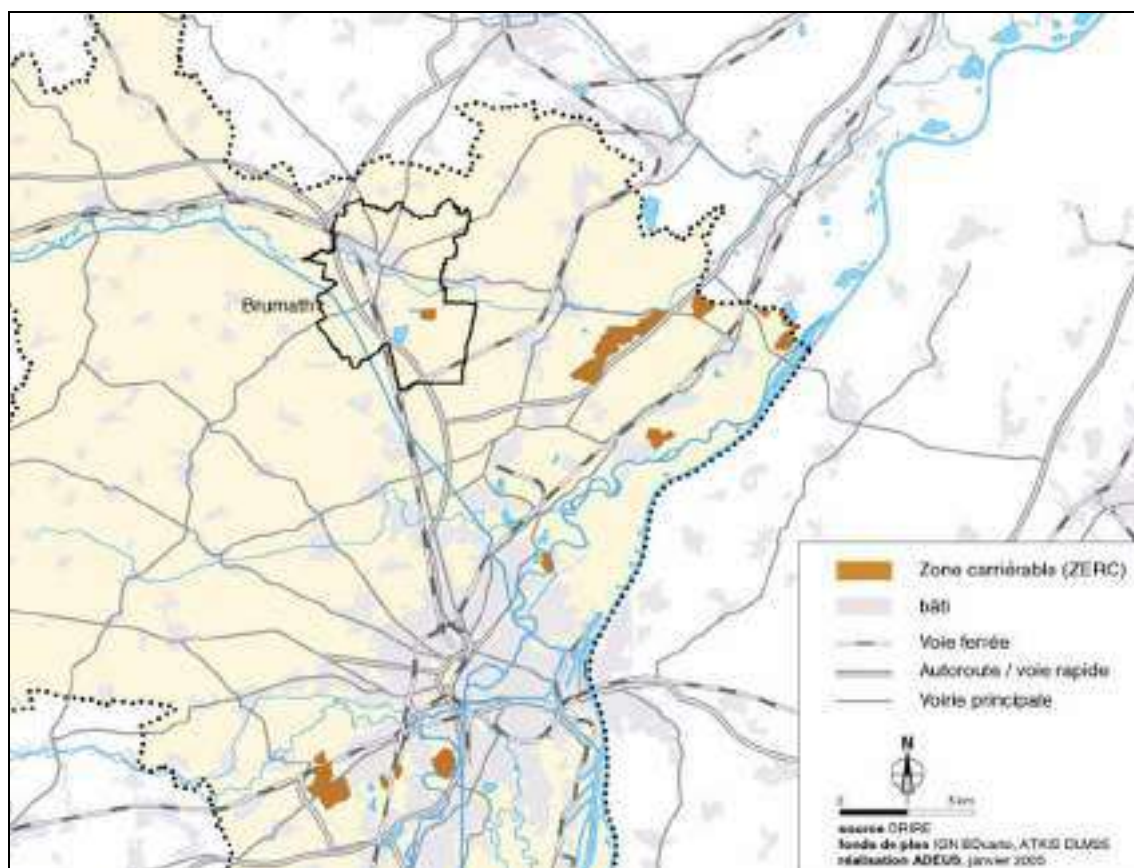 Brumath
Zone carriérable (ZERC)
bâti
Voie ferrée
Autoroute / voie rapide
Voirie principale
N
0 5 km
source DRIRE
fonds de plan IGN BDcarto, ATKIS DLM25
réalisation ADEUS, janvier 2005